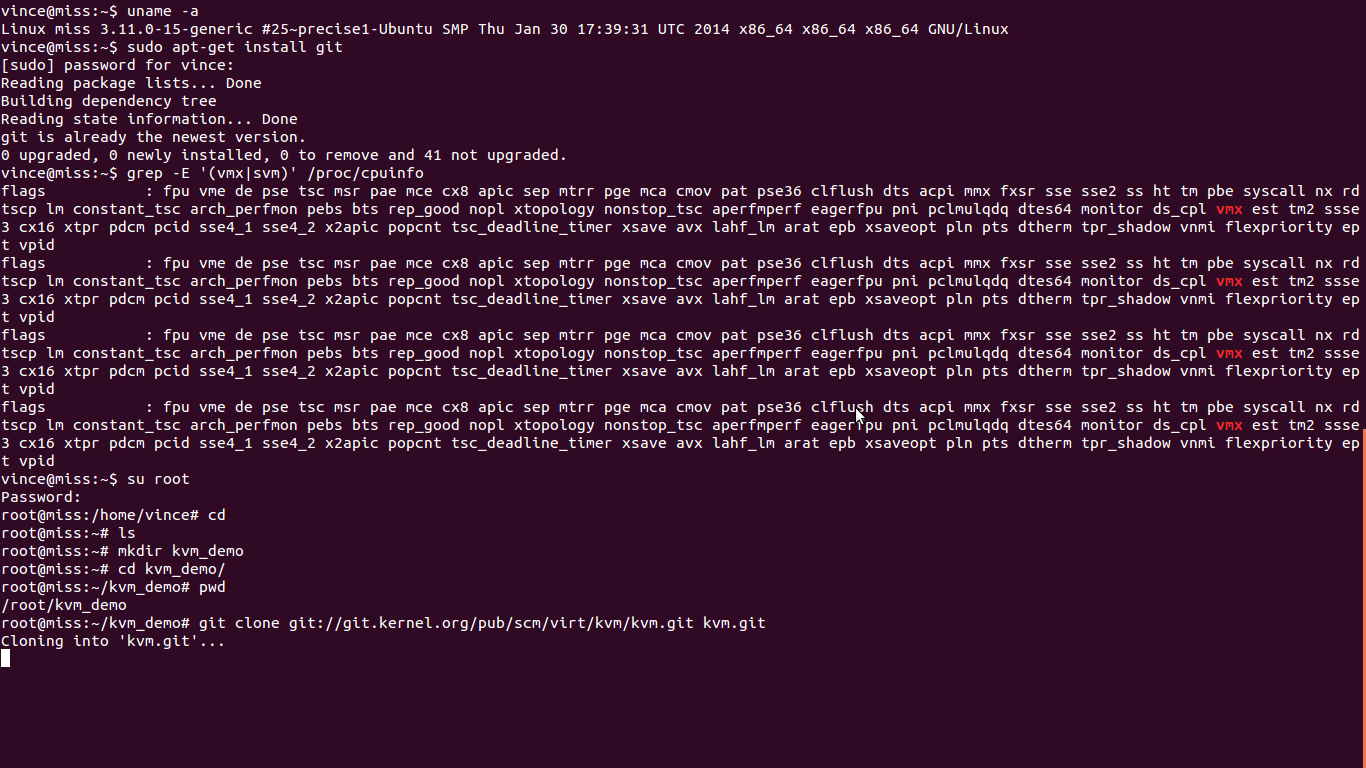 vince@miss:~$ uname -a
Linux miss 3.11.0-15-generic #25~precise1-Ubuntu SMP Thu Jan 30 17:39:31 UTC 2014 x86_64 x86_64 x86_64 GNU/Linux
vince@miss:~$ sudo apt-get install git
[sudo] password for vince:
Reading package lists... Done
Building dependency tree
Reading state information... Done
git is already the newest version.
0 upgraded, 0 newly installed, 0 to remove and 41 not upgraded.
vince@miss:~$ grep -E '(vmx|svm)' /proc/cpuinfo
flags           : fpu vme de pse tsc msr pae mce cx8 apic sep mtrr pge mca cmov pat pse36 clflush dts acpi mmx fxsr sse sse2 ss ht tm pbe syscall nx rd
tscp lm constant_tsc arch_perfmon pebs bts rep_good nopl xtopology nonstop_tsc aperfmperf eagerfpu pni pclmulqdq dtes64 monitor ds_cpl vmx est tm2 ssse
3 cx16 xtpr pdcm pcid sse4_1 sse4_2 x2apic popcnt tsc_deadline_timer xsave avx lahf_lm arat epb xsaveopt pln pts dtherm tpr_shadow vnmi flexpriority ep
t vpid
flags           : fpu vme de pse tsc msr pae mce cx8 apic sep mtrr pge mca cmov pat pse36 clflush dts acpi mmx fxsr sse sse2 ss ht tm pbe syscall nx rd
tscp lm constant_tsc arch_perfmon pebs bts rep_good nopl xtopology nonstop_tsc aperfmperf eagerfpu pni pclmulqdq dtes64 monitor ds_cpl vmx est tm2 ssse
3 cx16 xtpr pdcm pcid sse4_1 sse4_2 x2apic popcnt tsc_deadline_timer xsave avx lahf_lm arat epb xsaveopt pln pts dtherm tpr_shadow vnmi flexpriority ep
t vpid
flags           : fpu vme de pse tsc msr pae mce cx8 apic sep mtrr pge mca cmov pat pse36 clflush dts acpi mmx fxsr sse sse2 ss ht tm pbe syscall nx rd
tscp lm constant_tsc arch_perfmon pebs bts rep_good nopl xtopology nonstop_tsc aperfmperf eagerfpu pni pclmulqdq dtes64 monitor ds_cpl vmx est tm2 ssse
3 cx16 xtpr pdcm pcid sse4_1 sse4_2 x2apic popcnt tsc_deadline_timer xsave avx lahf_lm arat epb xsaveopt pln pts dtherm tpr_shadow vnmi flexpriority ep
t vpid
flags           : fpu vme de pse tsc msr pae mce cx8 apic sep mtrr pge mca cmov pat pse36 clflush dts acpi mmx fxsr sse sse2 ss ht tm pbe syscall nx rd
tscp lm constant_tsc arch_perfmon pebs bts rep_good nopl xtopology nonstop_tsc aperfmperf eagerfpu pni pclmulqdq dtes64 monitor ds_cpl vmx est tm2 ssse
3 cx16 xtpr pdcm pcid sse4_1 sse4_2 x2apic popcnt tsc_deadline_timer xsave avx lahf_lm arat epb xsaveopt pln pts dtherm tpr_shadow vnmi flexpriority ep
t vpid
vince@miss:~$ su root
Password:
root@miss:/home/vince# cd
root@miss:~# ls
root@miss:~# mkdir kvm_demo
root@miss:~# cd kvm_demo/
root@miss:~/kvm_demo# pwd
/root/kvm_demo
root@miss:~/kvm_demo# git clone git://git.kernel.org/pub/scm/virt/kvm/kvm.git kvm.git
Cloning into 'kvm.git'...